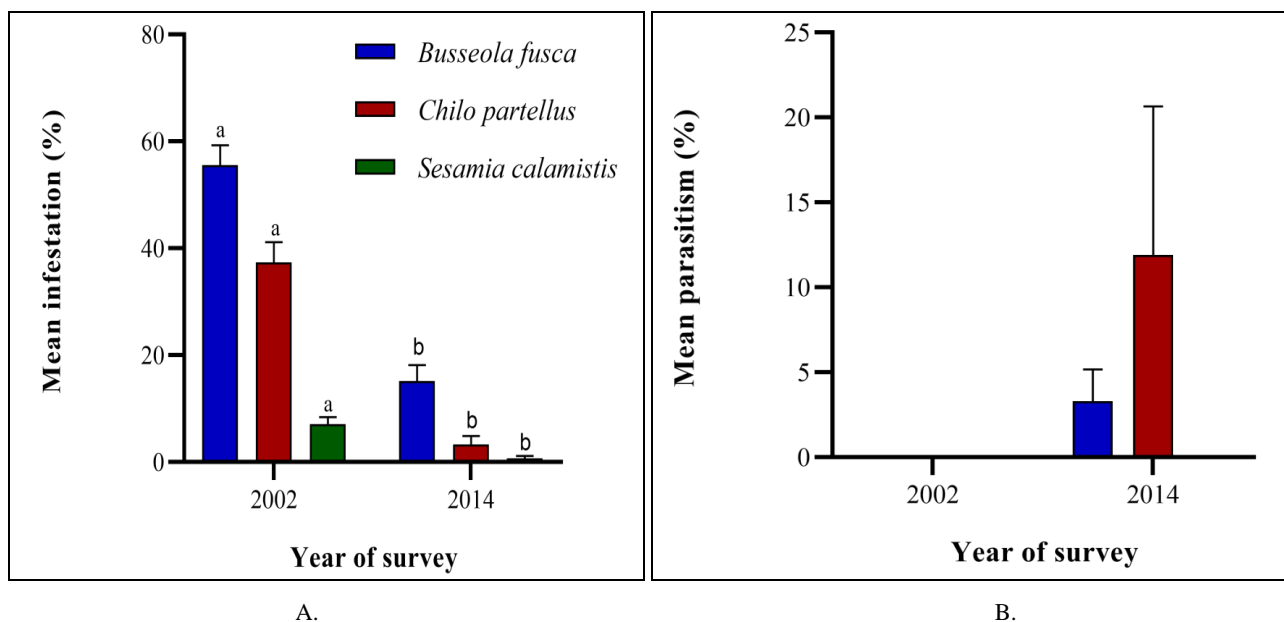 80
60
40
20
0
Mean infestation (%)
Busseola fusca
Chilo partellus
Sesamia calamistis
a
a
a
b
b
b
2002
2014
Year of survey
A.
25
20
15
10
5
0
Mean parasitism (%)
2002
2014
Year of survey
B.